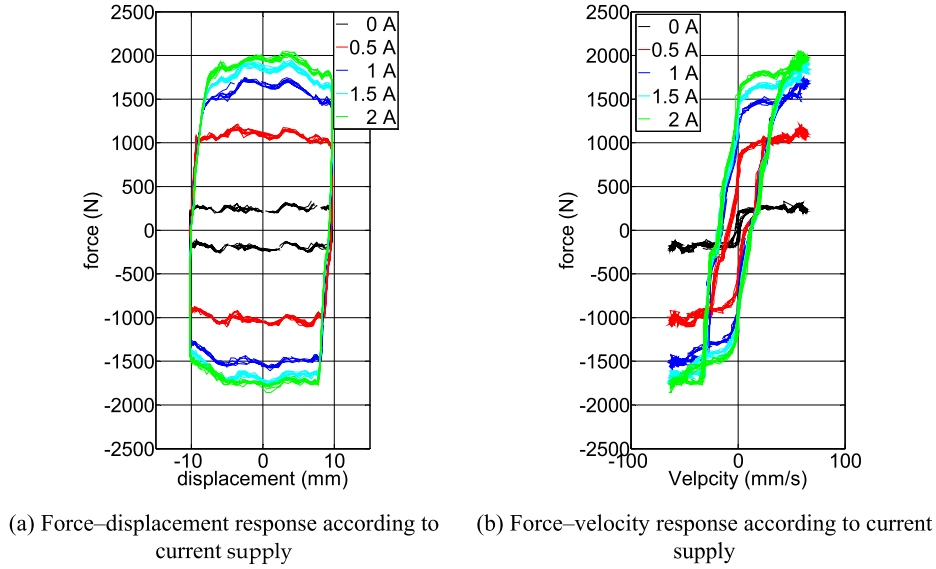 2500
2000
1500
1000
500
0
-500
-1000
-1500
-2000
2500
force (N)
-10 0 10
displacement (mm)
0 A
0.5 A
1 A
1.5 A
2 A
2500
2000
1500
1000
500
0
-500
-1000
-1500
-2000
2500
force (N)
-100 0 100
Velpcity (mm/s)
0 A
0.5 A
1 A
1.5 A
2 A
(a) Force–displacement response according to
current supply
(b) Force–velocity response according to current
supply